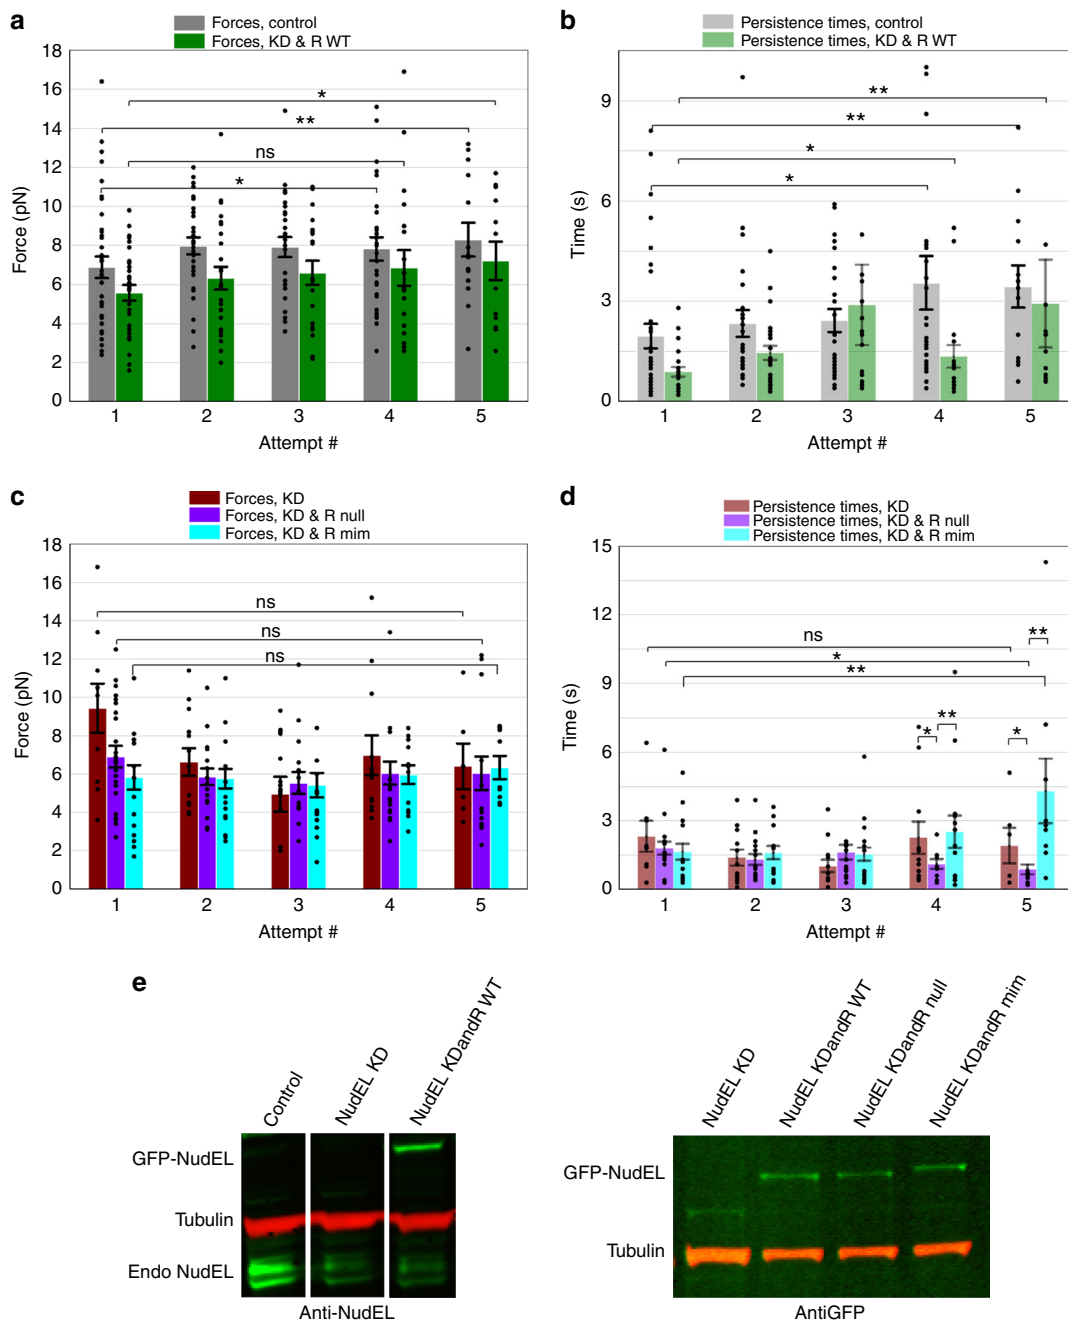 a
Forces, control
Forces, KD & R WT
18
16
14
12
10
8
6
4
2
0
Force (pN)
*
**
ns
*
1 2 3 4 5
Attempt #
b
Persistence times, control
Persistence times, KD & R WT
9
6
3
0
Time (s)
**
**
*
*
1 2 3 4 5
Attempt #
c
Forces, KD
Forces, KD & R null
Forces, KD & R mim
18
16
14
12
10
8
6
4
2
0
Force (pN)
ns
ns
ns
1 2 3 4 5
Attempt #
d
Persistence times, KD
Persistence times, KD & R null
Persistence times, KD & R mim
15
12
9
6
3
0
Time (s)
ns
**
*
**
* **
*
1 2 3 4 5
Attempt #
e
Control
NudEL KD
NudEL KDandR WT
GFP-NudEL
Tubulin
Endo NudEL
Anti-NudEL
NudEL KD
NudEL KDandR WT
NudEL KDandR null
NudEL KDandR mim
GFP-NudEL
Tubulin
AntiGFP